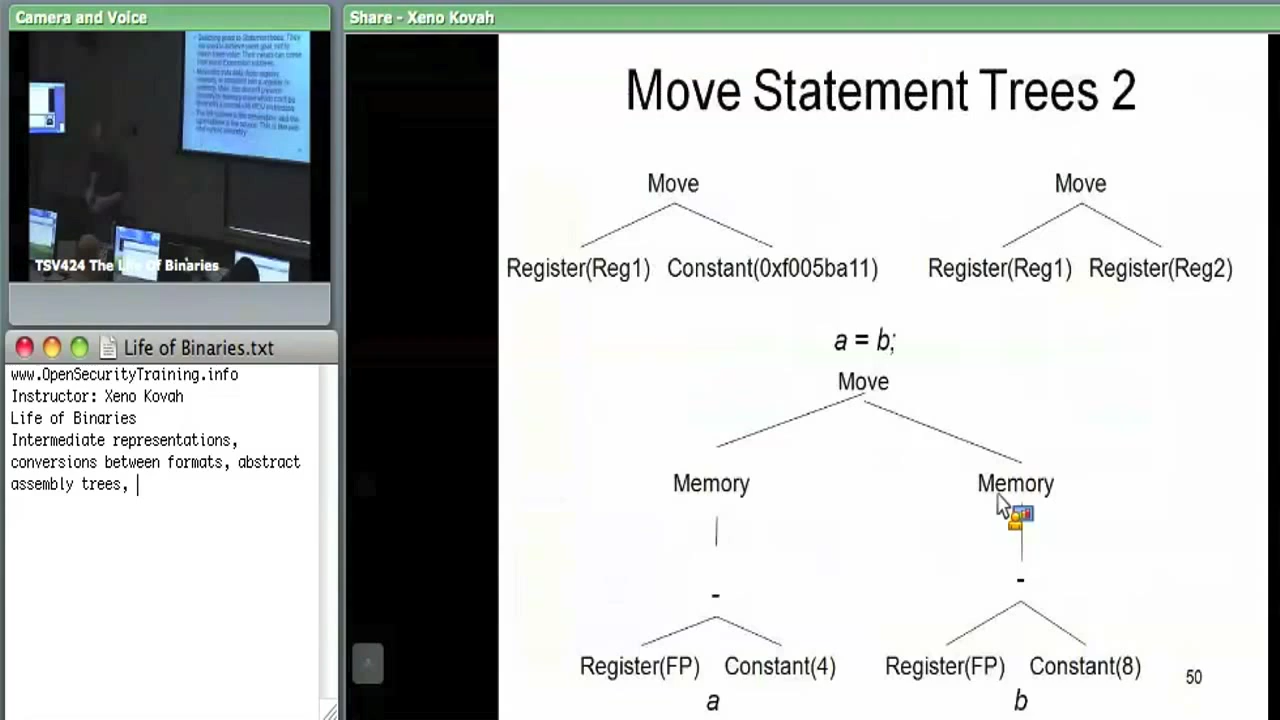 Camera and Voice
Share - Xeno Kovah
TSV424 The Life Of Binaries
Life of Binaries.txt
www.OpenSecurityTraining.info
Instructor: Xeno Kovah
Life of Binaries
Intermediate representations,
conversions between formats, abstract
assembly trees,
Move Statement Trees 2
Move
Move
Register(Reg1) Constant(0xf005ba11)
Register(Reg1) Register(Reg2)
a = b;
Move
Memory
Memory
-
-
Register(FP) Constant(4)
Register(FP) Constant(8)
a
b
50